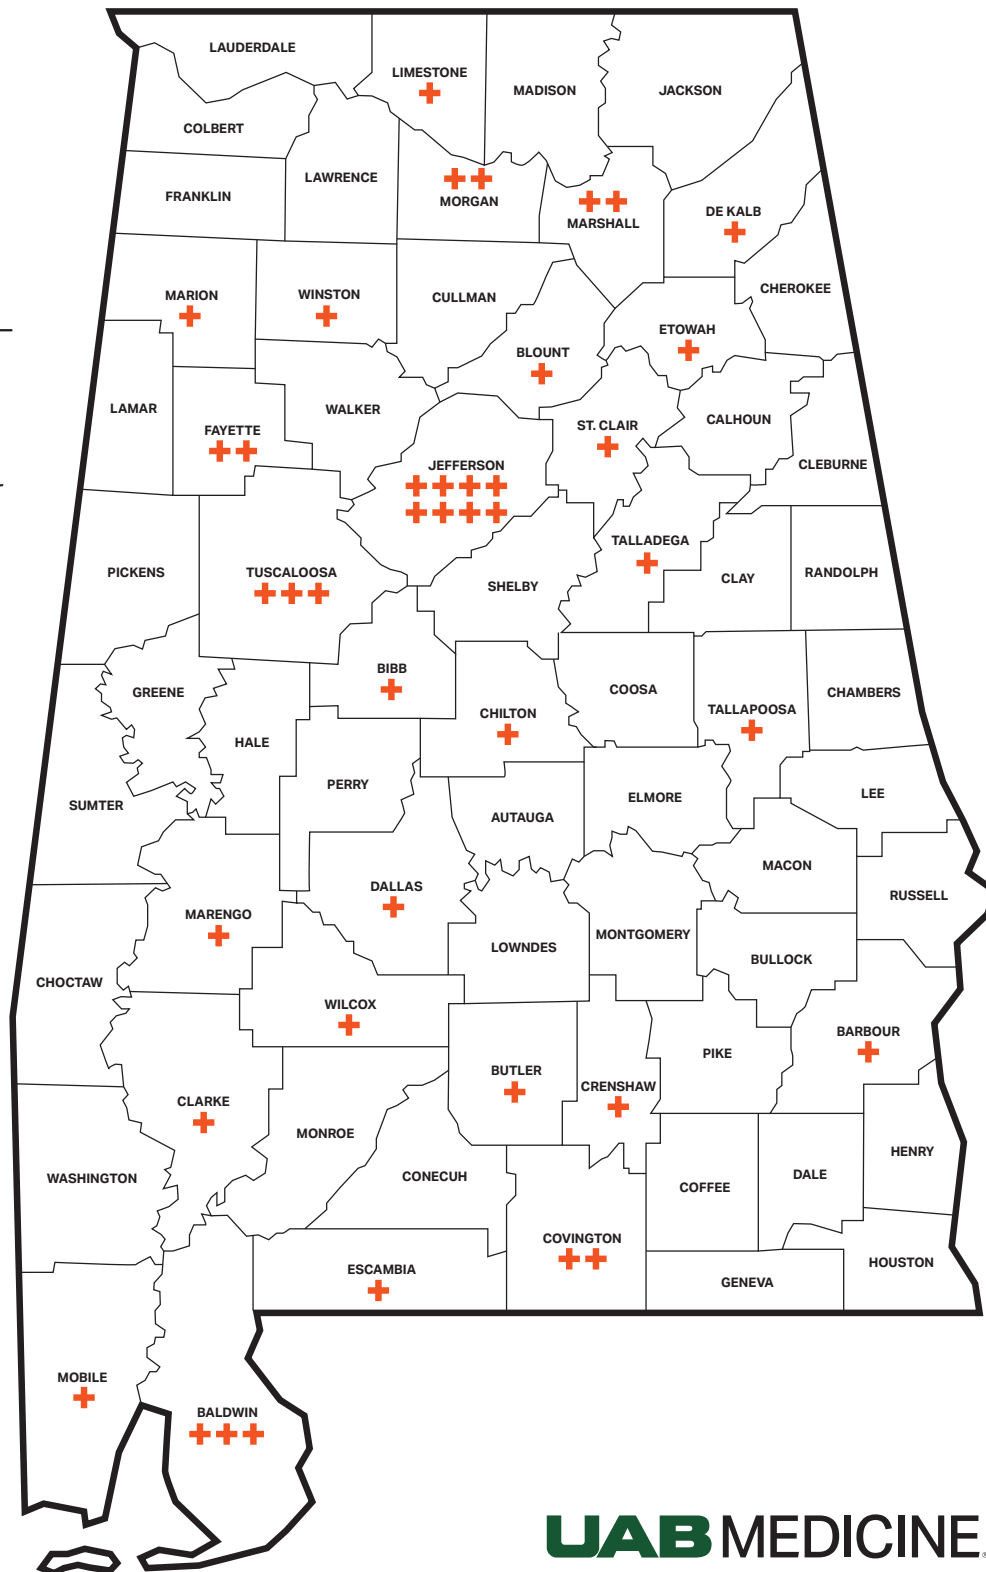 LAUDERDALE
LIMESTONE
MADISON
JACKSON
COLBERT
LAWRENCE
FRANKLIN
MORGAN
MARSHALL
DE KALB
CHEROKEE
MARION
WINSTON
CULLMAN
ETOWAH
BLOUNT
LAMAR
WALKER
FAYETTE
ST. CLAIR
CALHOUN
CLEBURNE
JEFFERSON
TALLADEGA
PICKENS
TUSCALOOSA
SHELBY
CLAY
RANDOLPH
BIBB
GREENE
COOSA
CHAMBERS
TALLAPOOSA
CHILTON
HALE
PERRY
SUMTER
AUTAUGA
ELMORE
LEE
MACON
DALLAS
RUSSELL
MARENGO
LOWNDES
MONTGOMERY
BULLOCK
CHOCTAW
WILCOX
BARBOUR
PIKE
BUTLER
CRENSHAW
CLARKE
MONROE
HENRY
WASHINGTON
CONECUH
COFFEE
DALE
COVINGTON
ESCAMBIA
GENEVA
HOUSTON
MOBILE
BALDWIN
UAB MEDICINE